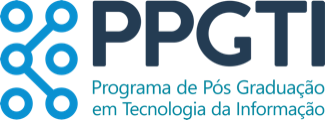 PPGTI
Programa de Pós Graduação
em Tecnologia da Informação